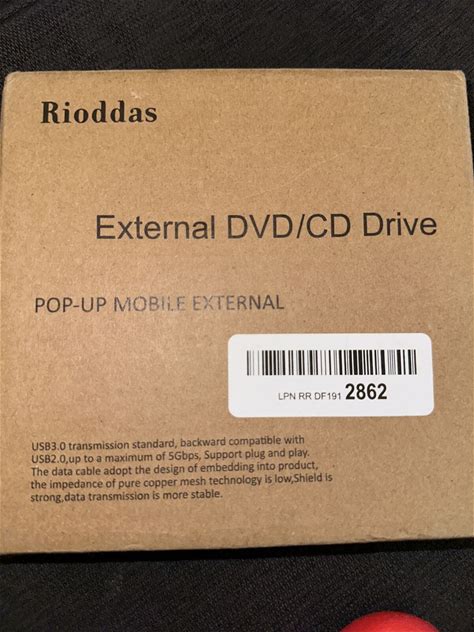 Rioddas
External DVD/CD Drive
POP-UP MOBILE EXTERNAL
LPN RR DF191 2862
USB3.0 transmission standard, backward compatible with
USB2.0,up to a maximum of 5Gbps, Support plug and play.
The data cable adopt the design of embedding into product,
the impedance of pure copper mesh technology is low,Shield is
strong,data transmission is more stable.